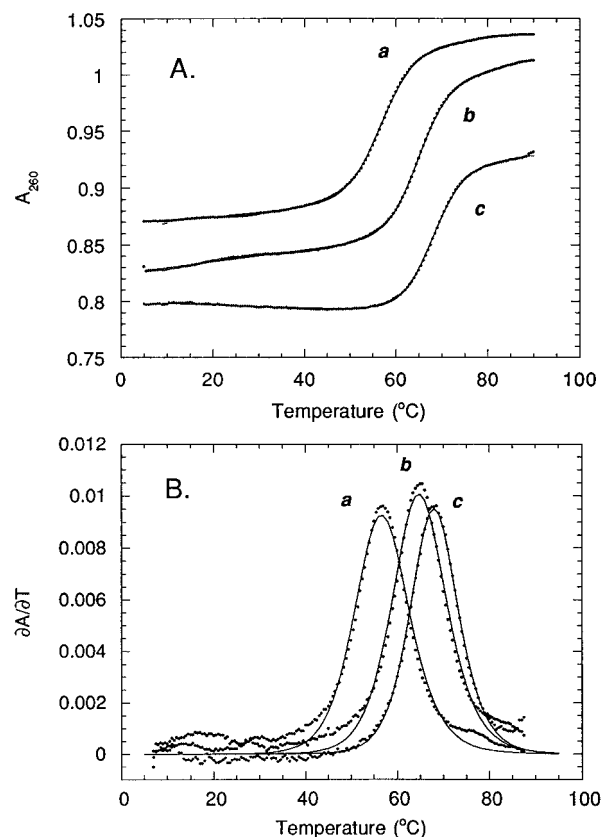 1.05
A.
a
1
b
0.95
A260
0.9
c
0.85
0.8
0.75
0 20 40 60 80 100
Temperature (°C)
0.012
B.
b
a
c
0.01
0.008
∂A/∂T
0.006
0.004
0.002
0
0 20 40 60 80 100
Temperature (°C)